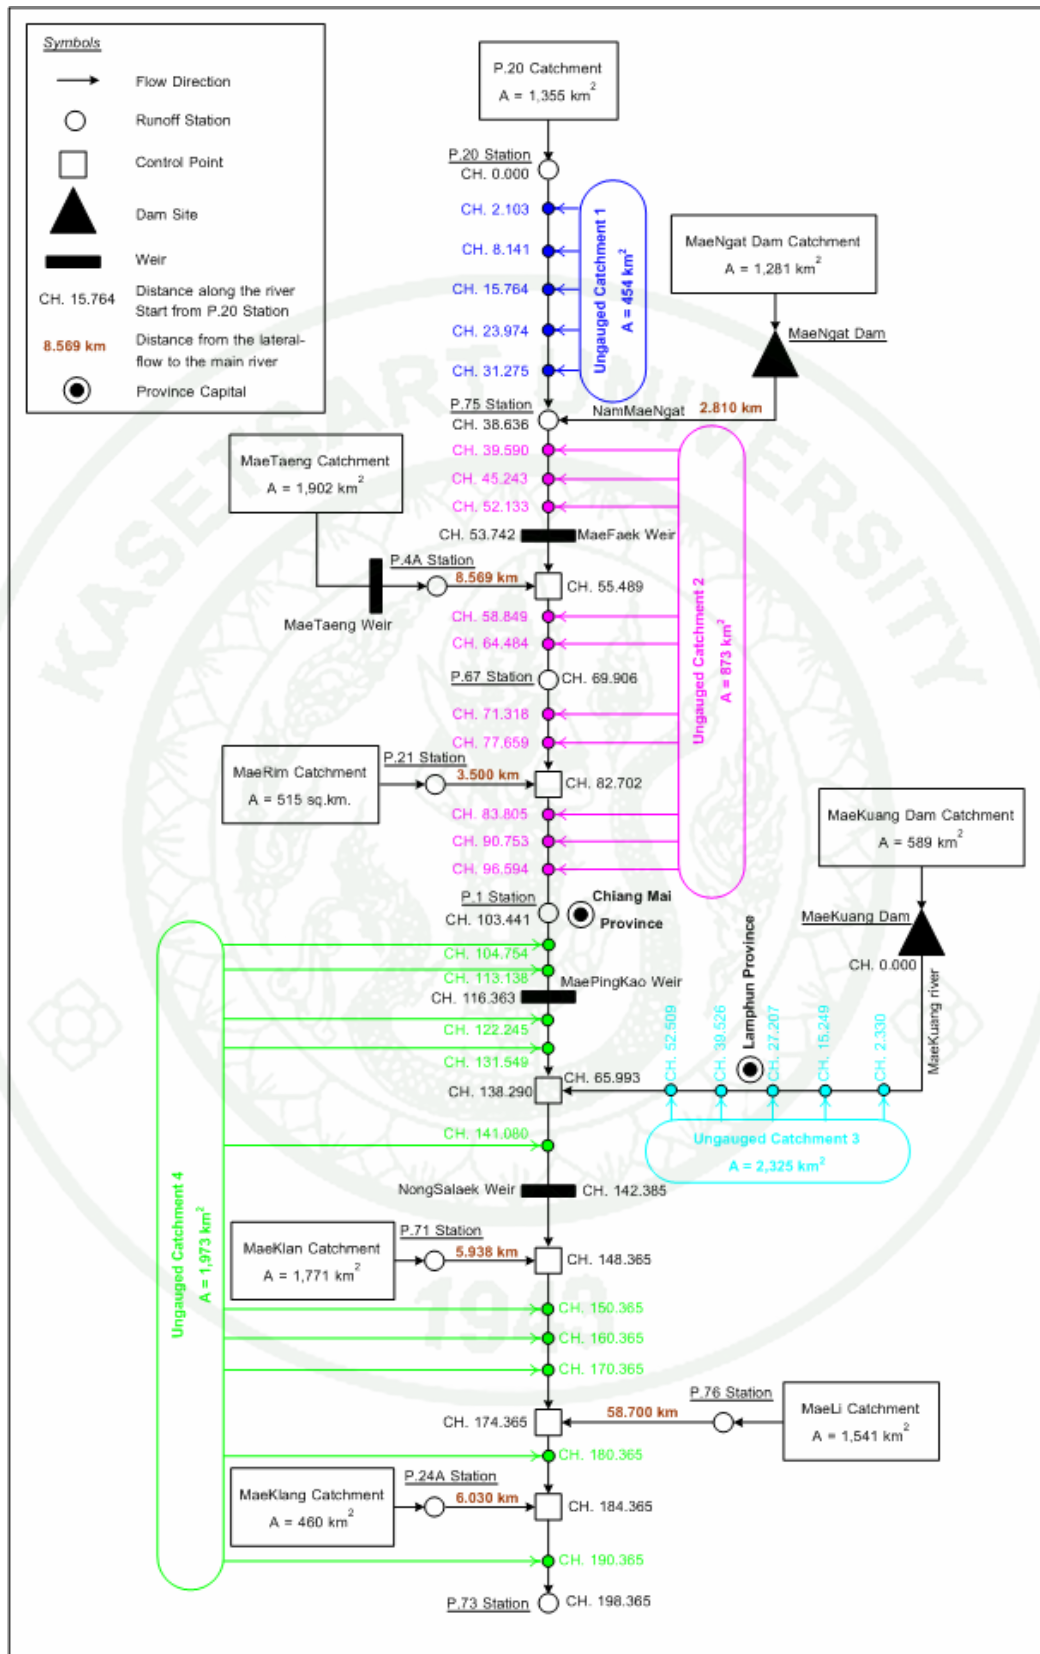 Symbols
Flow Direction
Runoff Station
Control Point
Dam Site
Weir
CH. 15.764
Distance along the river
Start from P.20 Station
8.569 km
Distance from the lateral-
flow to the main river
Province Capital
P.20 Catchment
A = 1,355 km²
P.20 Station
CH. 0.000
CH. 2.103
CH. 8.141
CH. 15.764
CH. 23.974
CH. 31.275
Ungauged Catchment 1
A = 454 km²
MaeNgat Dam Catchment
A = 1,281 km²
MaeNgat Dam
P.75 Station
CH. 38.636
NamMaeNgat
2.810 km
CH. 39.590
CH. 45.243
CH. 52.133
CH. 53.742
MaeFaek Weir
MaeTaeng Catchment
A = 1,902 km²
P.4A Station
8.569 km
MaeTaeng Weir
CH. 55.489
CH. 58.849
CH. 64.484
P.67 Station
CH. 69.906
CH. 71.318
CH. 77.659
Ungauged Catchment 2
A = 873 km²
MaeRim Catchment
A = 515 sq.km.
P.21 Station
3.500 km
CH. 82.702
CH. 83.805
CH. 90.753
CH. 96.594
P.1 Station
CH. 103.441
Chiang Mai
Province
MaeKuang Dam Catchment
A = 589 km²
MaeKuang Dam
CH. 0.000
MaeKuang river
CH. 104.754
CH. 113.138
MaePingKao Weir
CH. 116.363
CH. 122.245
CH. 131.549
CH. 138.290
CH. 65.993
CH. 52.509
CH. 39.526
Lamphun Province
CH. 27.207
CH. 15.249
CH. 2.330
Ungauged Catchment 3
A = 2,325 km²
CH. 141.080
NongSalaek Weir
CH. 142.385
Ungauged Catchment 4
A = 1,973 km²
MaeKlan Catchment
A = 1,771 km²
P.71 Station
5.938 km
CH. 148.365
CH. 150.365
CH. 160.365
CH. 170.365
CH. 174.365
58.700 km
P.76 Station
MaeLi Catchment
A = 1,541 km²
CH. 180.365
MaeKlang Catchment
A = 460 km²
P.24A Station
6.030 km
CH. 184.365
CH. 190.365
P.73 Station
CH. 198.365
KASETSART UNIVERSITY
1943